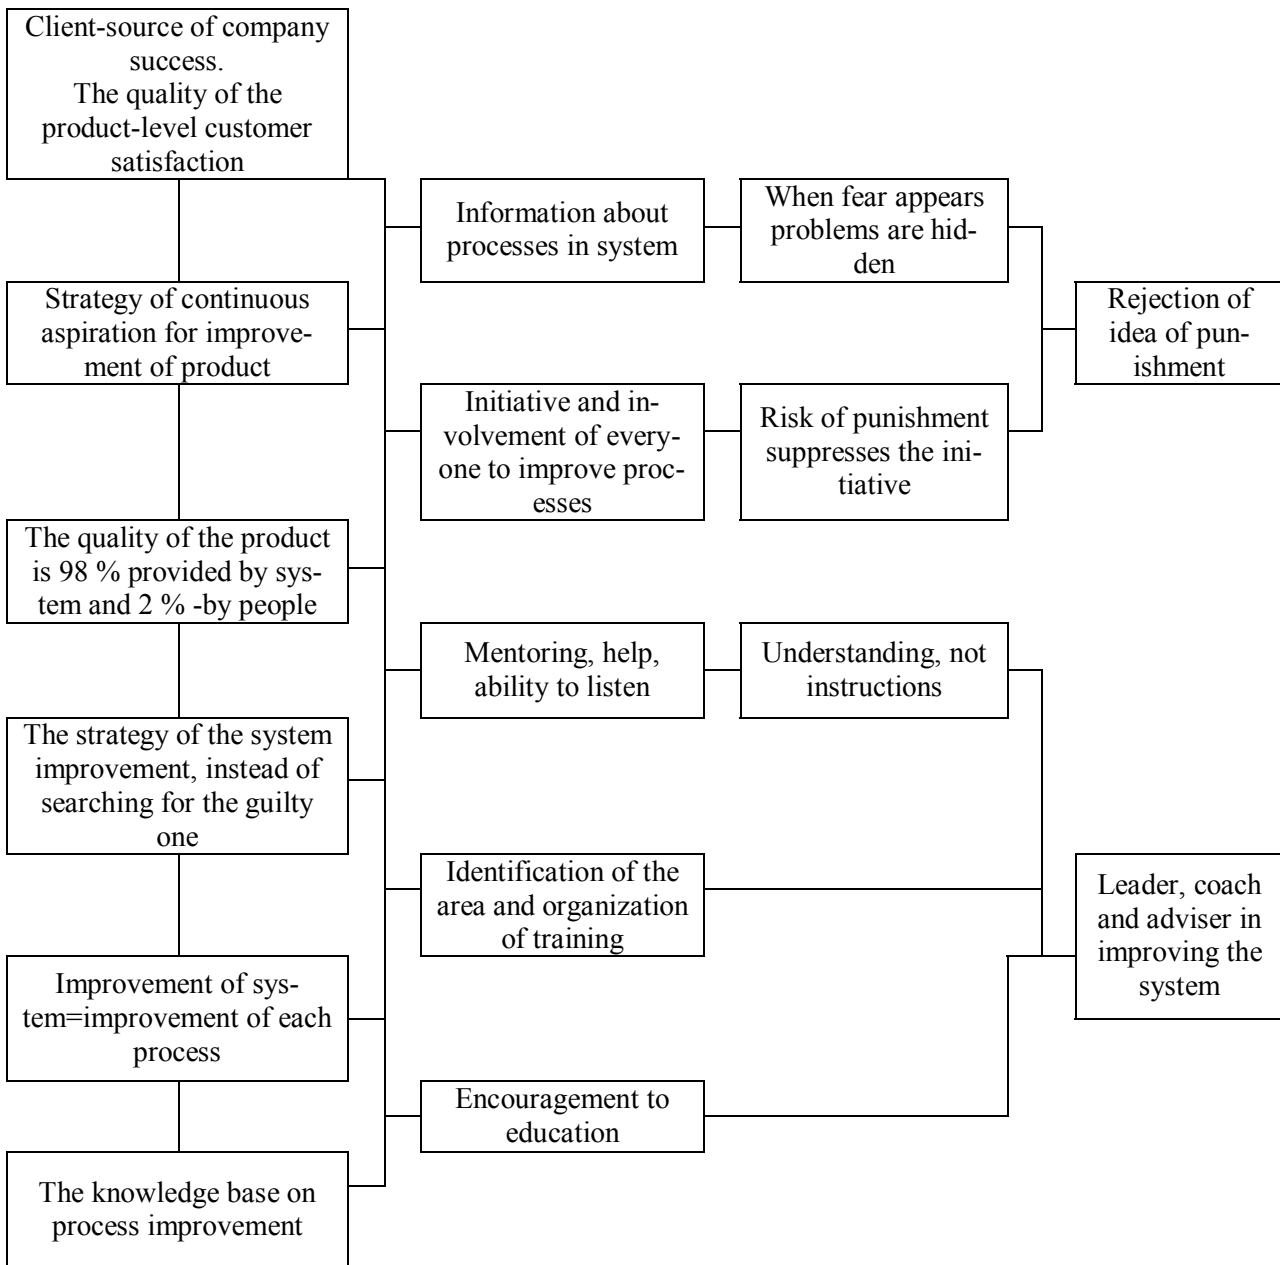 Client-source of company
success.
The quality of the
product-level customer
satisfaction
Strategy of continuous
aspiration for improve-
ment of product
The quality of the product
is 98 % provided by sys-
tem and 2 % -by people
The strategy of the system
improvement, instead of
searching for the guilty
one
Improvement of sys-
tem=improvement of each
process
The knowledge base on
process improvement
Information about
processes in system
Initiative and in-
volvement of every-
one to improve proc-
esses
Mentoring, help,
ability to listen
Identification of the
area and organization
of training
Encouragement to
education
When fear appears
problems are hid-
den
Risk of punishment
suppresses the ini-
tiative
Understanding, not
instructions
Rejection of
idea of pun-
ishment
Leader, coach
and adviser in
improving the
system